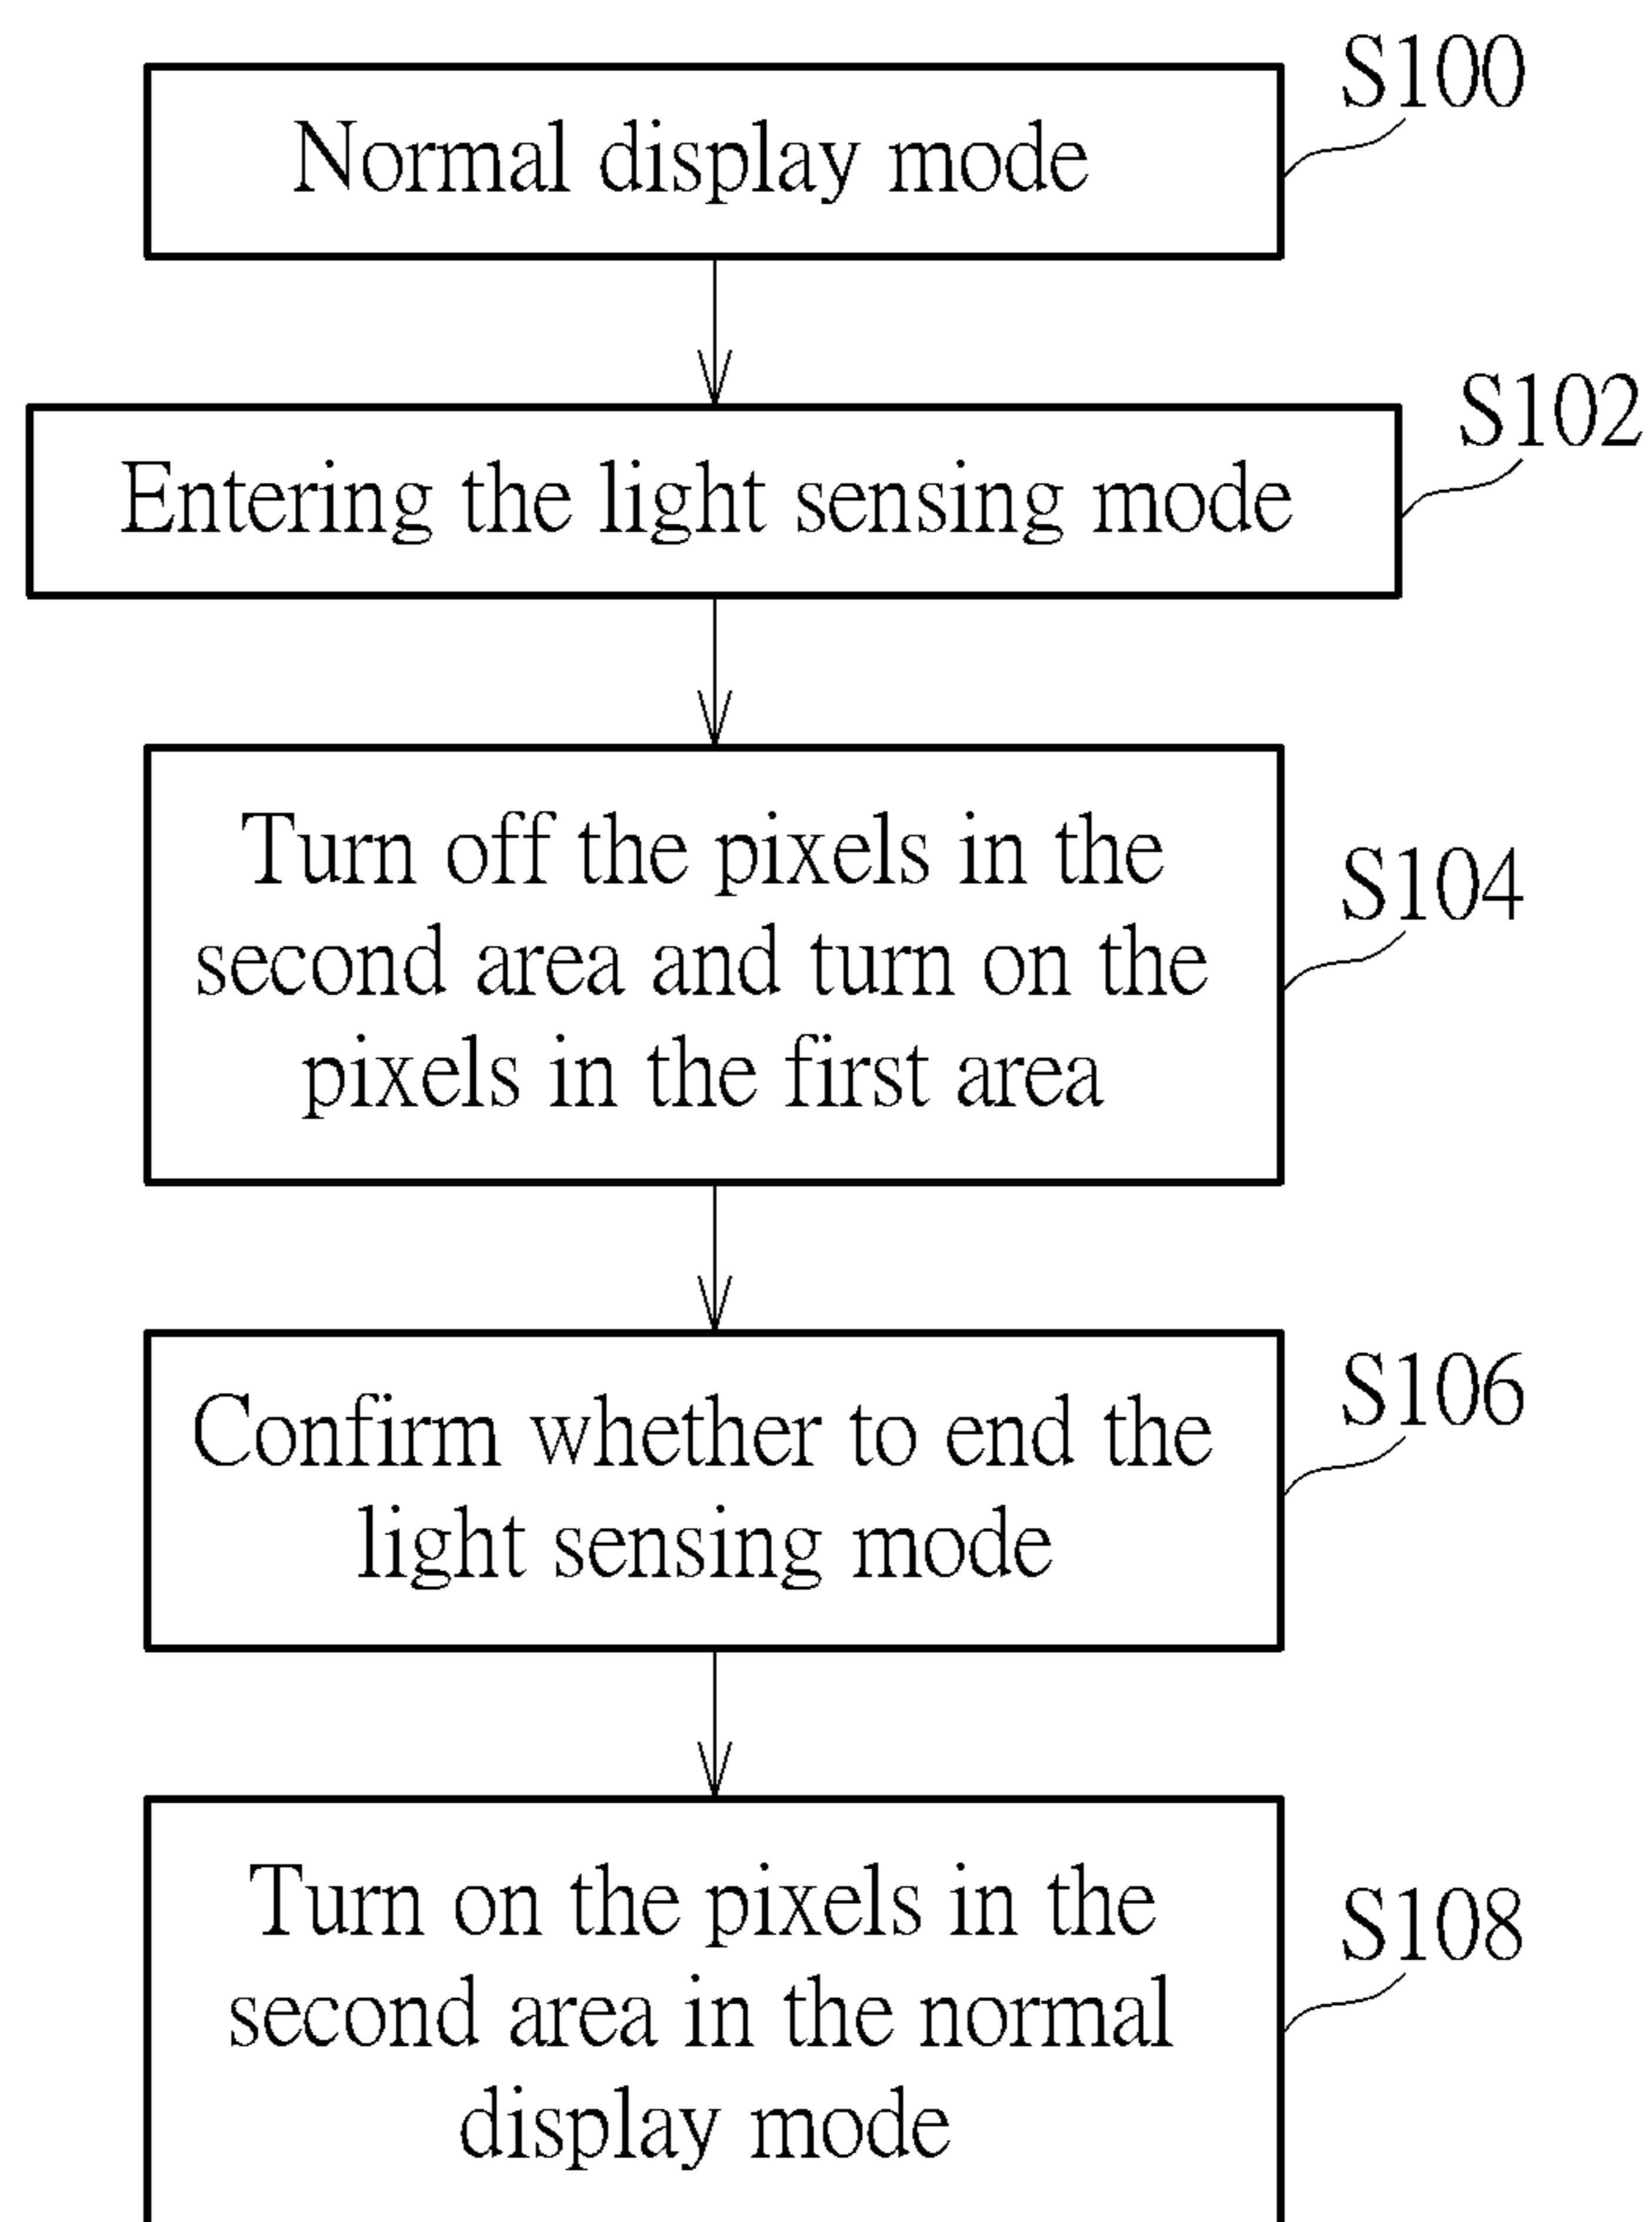 S100
Normal display mode
S102
Entering the light sensing mode
S104
Turn off the pixels in the
second area and turn on the
pixels in the first area
S106
Confirm whether to end the
light sensing mode
S108
Turn on the pixels in the
second area in the normal
display mode